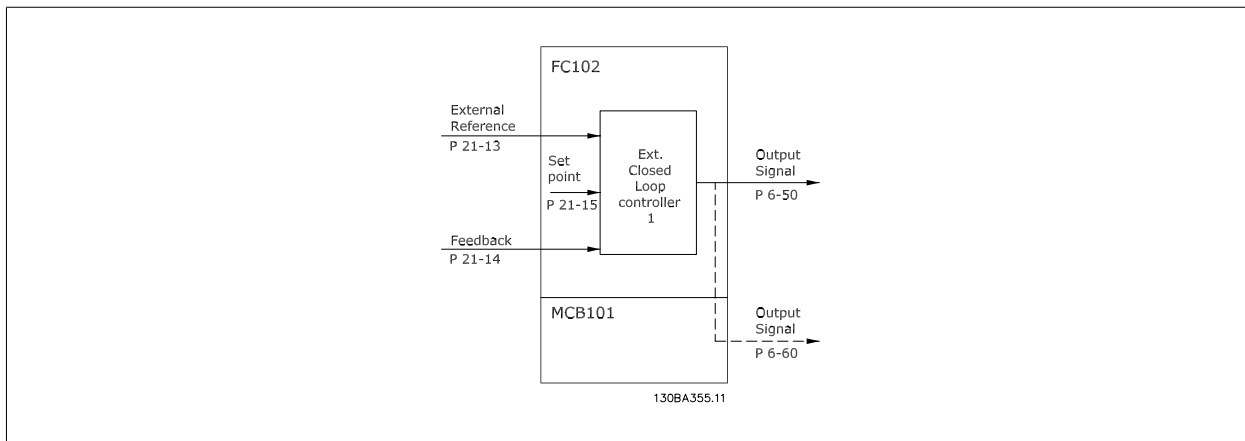 FC102
External
Reference
P 21-13
Set
point
P 21-15
Feedback
P 21-14
Ext.
Closed
Loop
controller
1
Output
Signal
P 6-50
MCB101
Output
Signal
P 6-60
130BA355.11